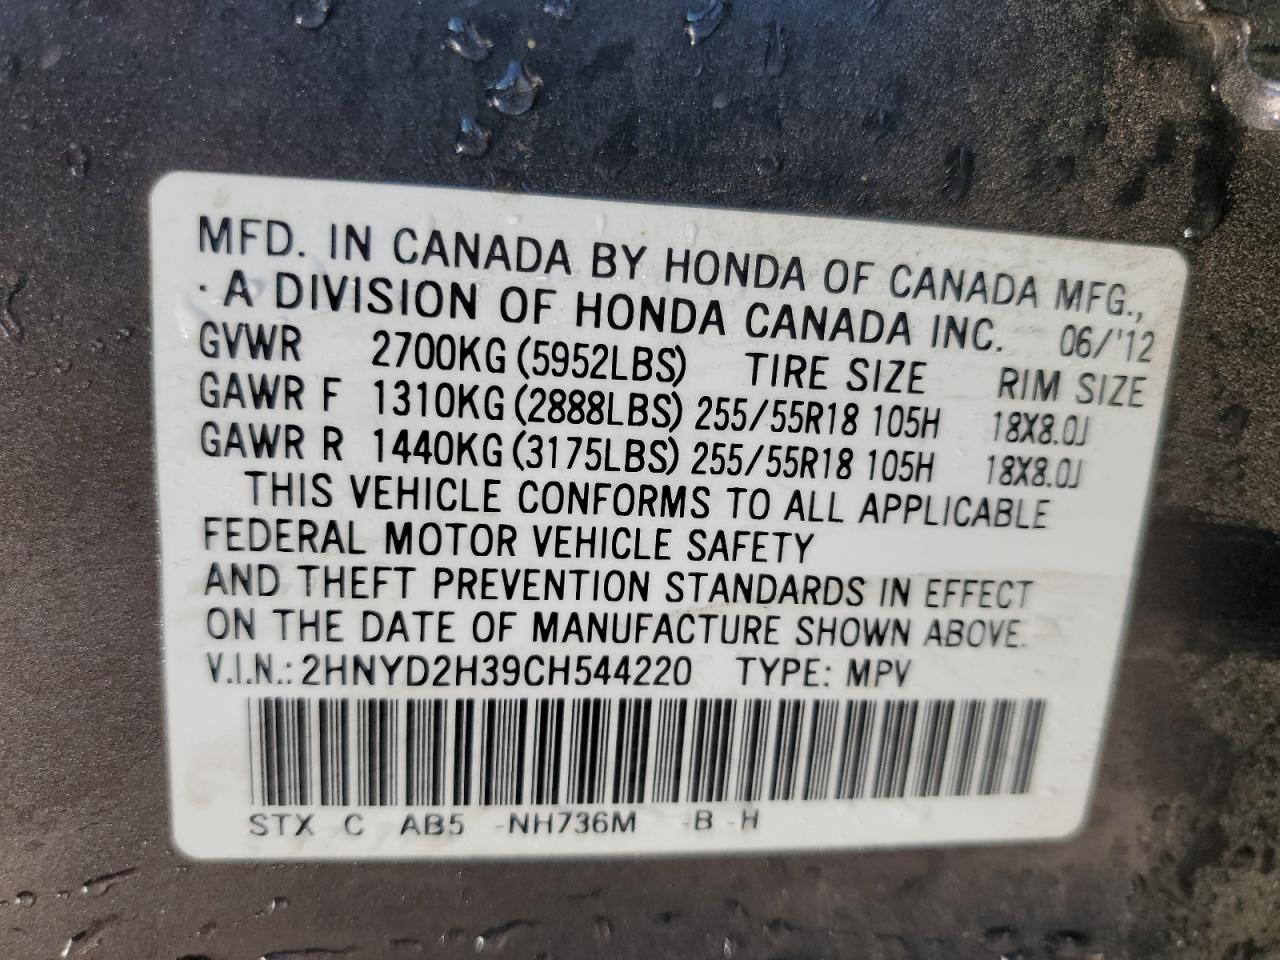 MFD. IN CANADA BY HONDA OF CANADA MFG.,
· A DIVISION OF HONDA CANADA INC. 06/'12
GVWR 2700KG (5952LBS) TIRE SIZE RIM SIZE
GAWR F 1310KG (2888LBS) 255/55R18 105H 18X8.0J
GAWR R 1440KG (3175LBS) 255/55R18 105H 18X8.0J
THIS VEHICLE CONFORMS TO ALL APPLICABLE
FEDERAL MOTOR VEHICLE SAFETY
AND THEFT PREVENTION STANDARDS IN EFFECT
ON THE DATE OF MANUFACTURE SHOWN ABOVE.
V.I.N.: 2HNYD2H39CH544220 TYPE: MPV
STX C AB5 -NH736M -B -H